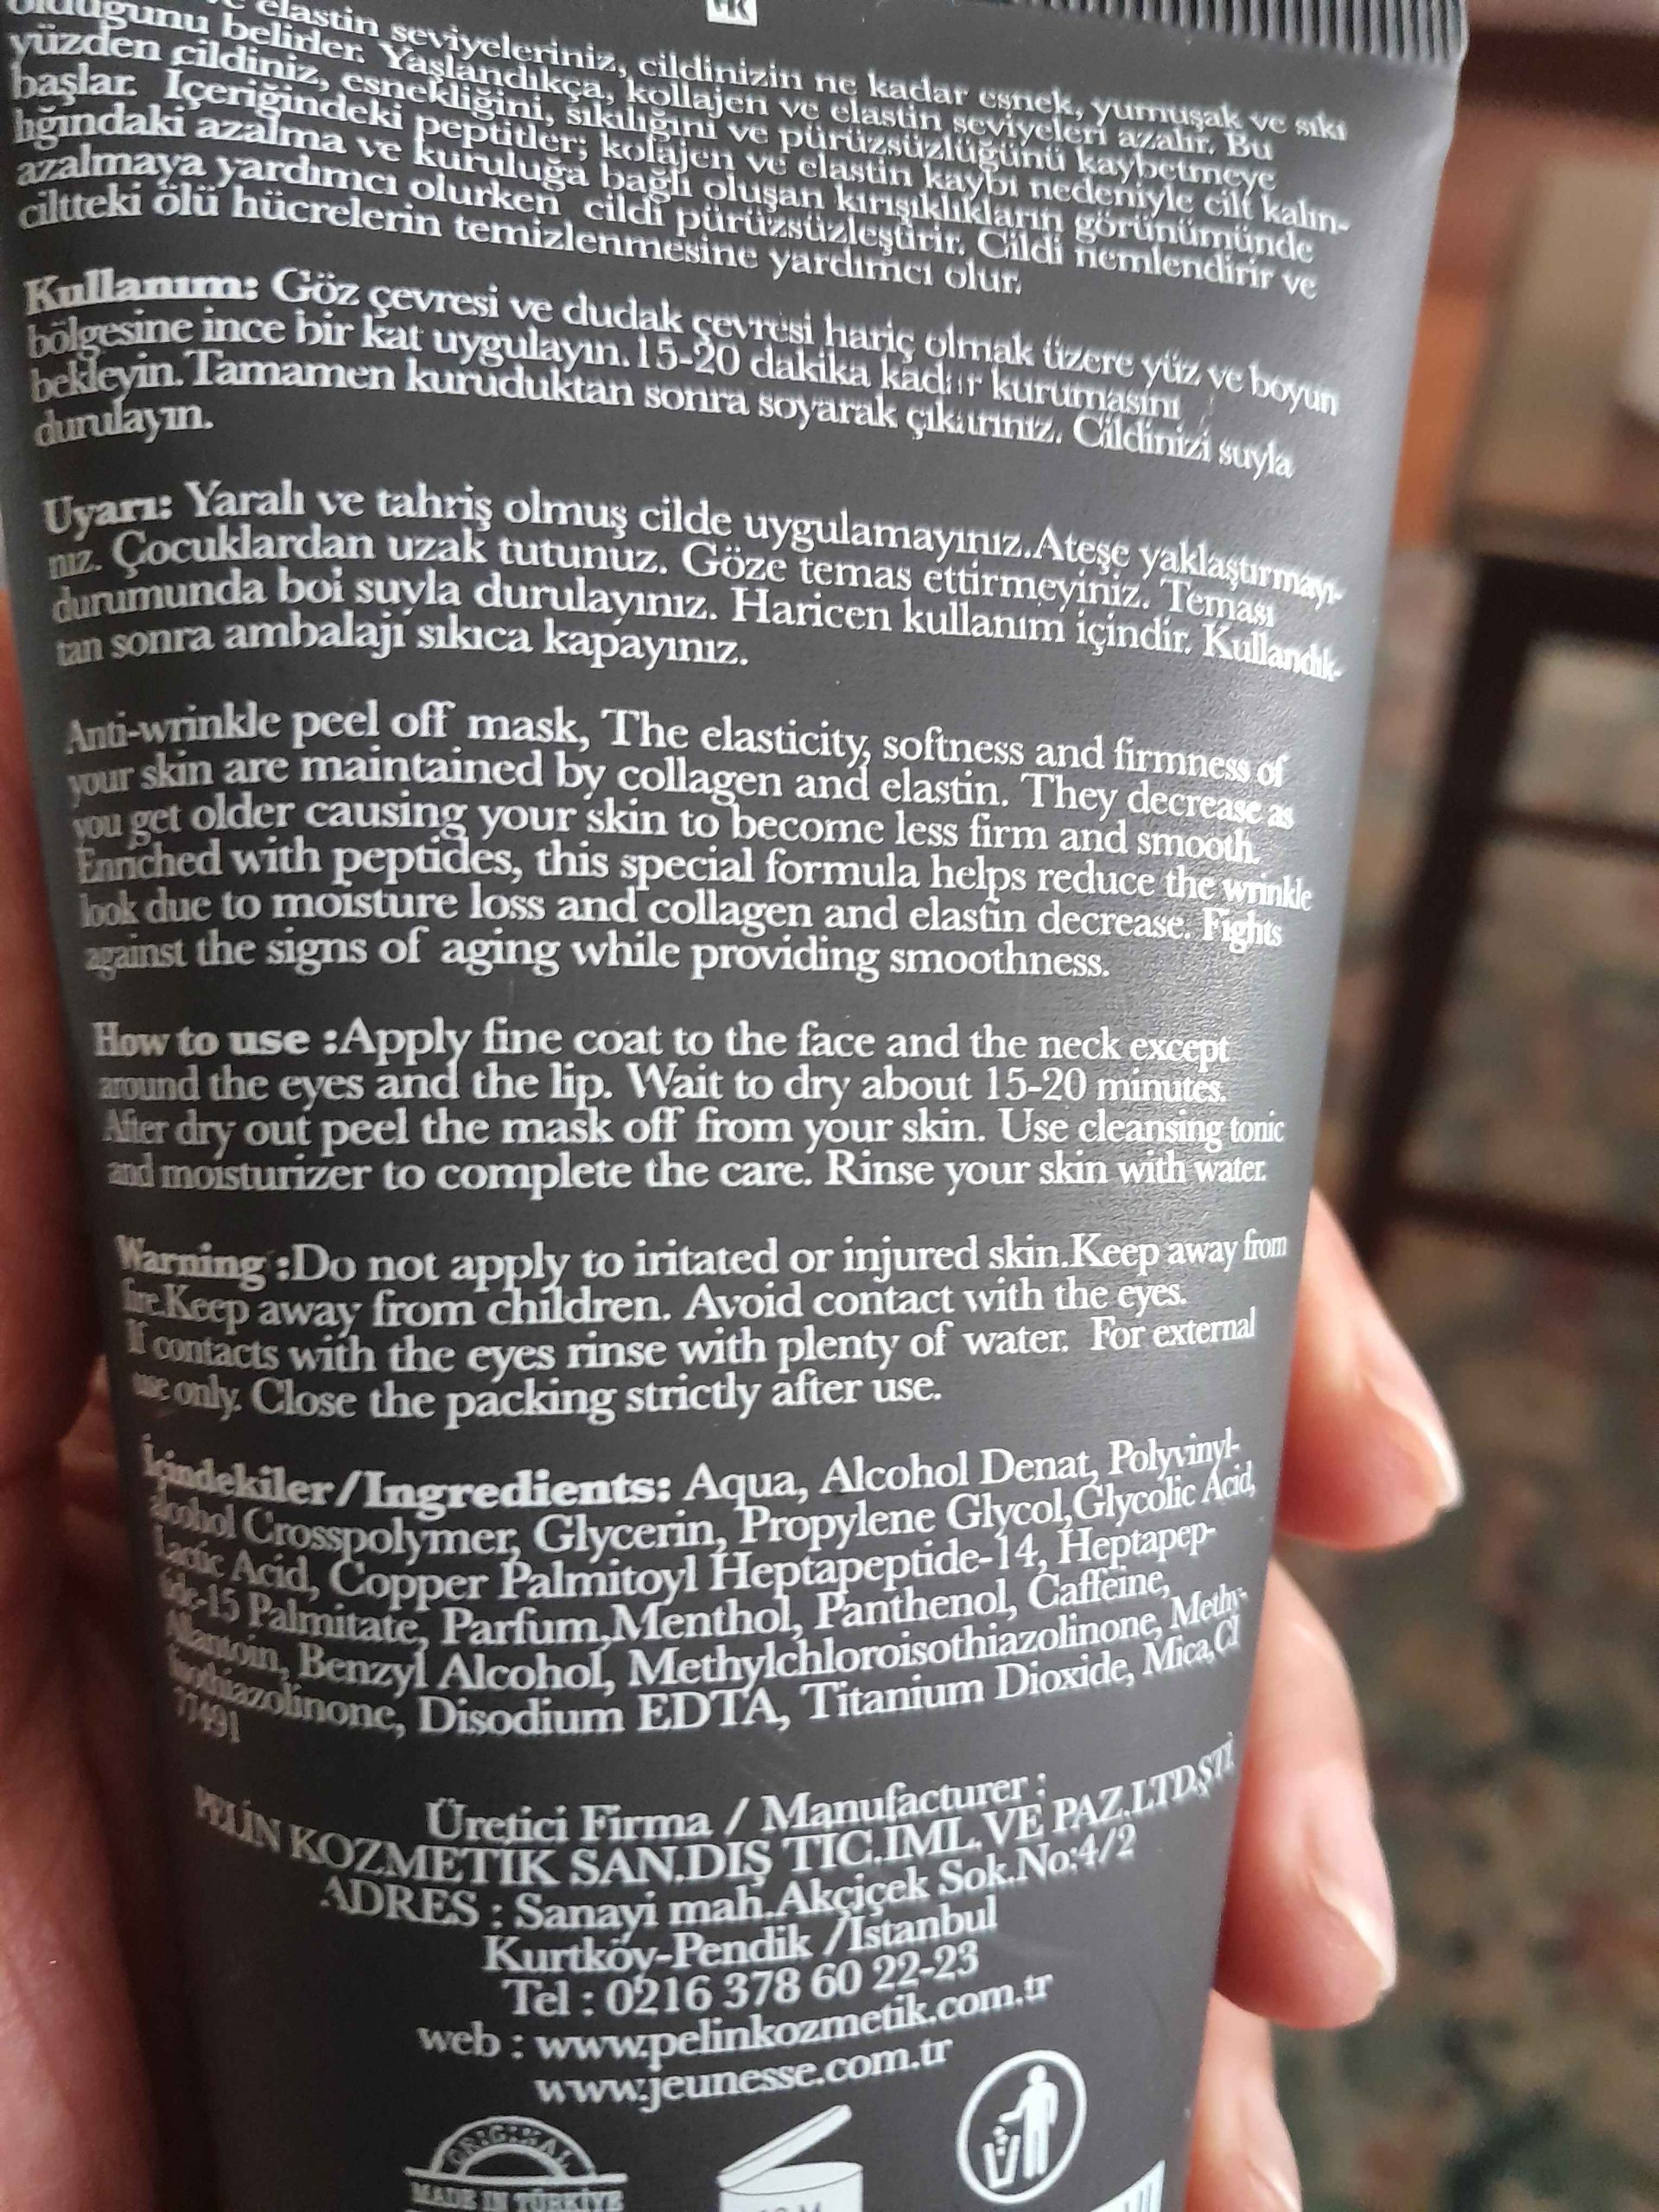 elastin seviyeleriniz, cildinizin ne kadar esnek, yumuşak ve sıkı
olduğunu belirler. Yaşlandıkça, kollajen ve elastin seviyeleri azalır. Bu
yüzden cildiniz, esnekliğini, sıkılığını ve pürüzsüzlüğünü kaybetmeye
başlar. İçeriğindeki peptitler; kolajen ve elastin kaybı nedeniyle cilt kalın-
lığındaki azalma ve kuruluğa bağlı oluşan kırışıklıkların görünümünde
azalmaya yardımcı olurken cildi pürüzsüzleştirir. Cildi nemlendirir ve
ciltteki ölü hücrelerin temizlenmesine yardımcı olur.
Kullanım: Göz çevresi ve dudak çevresi hariç olmak üzere yüz ve boyun
bölgesine ince bir kat uygulayın.15-20 dakika kadar kurumasını
bekleyin. Tamamen kuruduktan sonra soyarak çıkarınız. Cildinizi suyla
durulayın.
Uyarı: Yaralı ve tahriş olmuş cilde uygulamayınız.Ateşe yaklaştırmayı-
nız. Çocuklardan uzak tutunuz. Göze temas ettirmeyiniz. Teması
durumunda boi suyla durulayınız. Haricen kullanım içindir. Kullandık-
tan sonra ambalajı sıkıca kapayınız.
Anti-wrinkle peel off mask, The elasticity, softness and firmness of
your skin are maintained by collagen and elastin. They decrease as
you get older causing your skin to become less firm and smooth.
Enriched with peptides, this special formula helps reduce the wrinkle
look due to moisture loss and collagen and elastin decrease. Fights
against the signs of aging while providing smoothness.
How to use :Apply fine coat to the face and the neck except
around the eyes and the lip. Wait to dry about 15-20 minutes.
After dry out peel the mask off from your skin. Use cleansing tonic
and moisturizer to complete the care. Rinse your skin with water.
Warning :Do not apply to iritated or injured skin.Keep away from
fire.Keep away from children. Avoid contact with the eyes.
If contacts with the eyes rinse with plenty of water. For external
use only. Close the packing strictly after use.
İçindekiler/Ingredients: Aqua, Alcohol Denat, Polyvinyl-
alcohol Crosspolymer, Glycerin, Propylene Glycol,Glycolic Acid,
Lactic Acid, Copper Palmitoyl Heptapeptide-14, Heptapep-
tide-15 Palmitate, Parfum,Menthol, Panthenol, Caffeine,
Allantoin, Benzyl Alcohol, Methylchloroisothiazolinone, Methy-
Disodium EDTA, Titanium Dioxide, Mica,CI
77491
Üretici Firma / Manufacturer :
PELİN KOZMETİK SAN.DIŞ TİC.İML.VE PAZ.LTD.ŞTİ
ADRES : Sanayi mah.Akçiçek Sok.No:4/2
Kurtköy-Pendik /İstanbul
Tel : 0216 378 60 22-23
web : www.pelinkozmetik.com.tr
www.jeunesse.com.tr
ORIGINAL
MADE IN TÜRKİYE